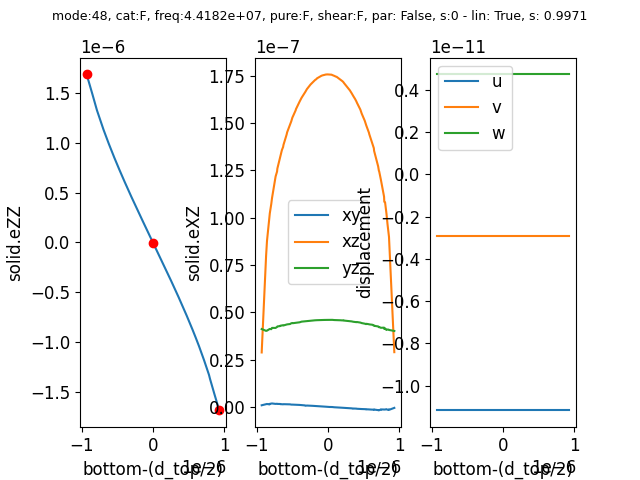 mode:48, cat:F, freq:4.4182e+07, pure:F, shear:F, par: False, s:0 - lin: True, s: 0.9971
1e−6
1.5
1.0
0.5
0.0
−0.5
−1.0
−1.5
solid.eZZ
−1
0
1
1e−6
bottom-(d_top/2)
1e−7
1.75
1.50
1.25
1.00
0.75
0.50
0.25
0.00
solid.eXZ
xy
xz
yz
−1
0
1
1e−6
bottom-(d_top/2)
1e−11
0.4
0.2
0.0
−0.2
−0.4
−0.6
−0.8
−1.0
displacement
u
v
w
−1
0
1
1e−6
bottom-(d_top/2)